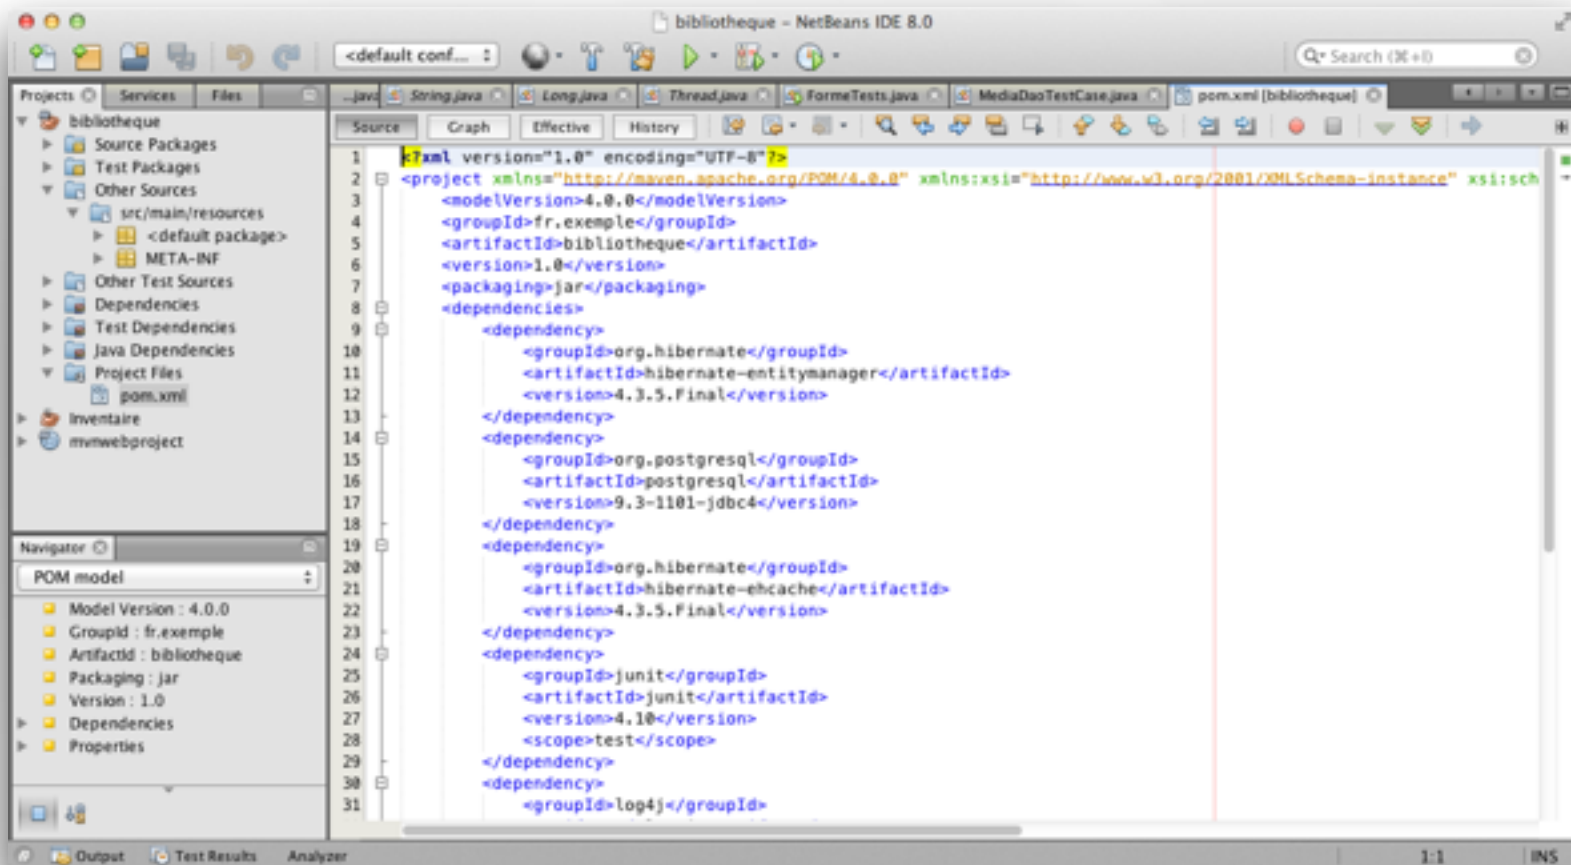 bibliotheque – NetBeans IDE 8.0
<default conf... Search (⌘+I)
Projects Services Files
bibliotheque
Source Packages
Test Packages
Other Sources
src/main/resources
<default package>
META-INF
Other Test Sources
Dependencies
Test Dependencies
Java Dependencies
Project Files
pom.xml
Inventaire
mvnwebproject
Navigator
POM model
Model Version : 4.0.0
GroupId : fr.exemple
ArtifactId : bibliotheque
Packaging : jar
Version : 1.0
Dependencies
Properties
...java String.java Long.java Thread.java FormeTests.java MediaDaoTestCase.java pom.xml [bibliotheque]
Source Graph Effective History
1 <?xml version="1.0" encoding="UTF-8"?>
2 <project xmlns="http://maven.apache.org/POM/4.0.0" xmlns:xsi="http://www.w3.org/2001/XMLSchema-instance" xsi:sch
3 <modelVersion>4.0.0</modelVersion>
4 <groupId>fr.exemple</groupId>
5 <artifactId>bibliotheque</artifactId>
6 <version>1.0</version>
7 <packaging>jar</packaging>
8 <dependencies>
9 <dependency>
10 <groupId>org.hibernate</groupId>
11 <artifactId>hibernate-entitymanager</artifactId>
12 <version>4.3.5.Final</version>
13 </dependency>
14 <dependency>
15 <groupId>org.postgresql</groupId>
16 <artifactId>postgresql</artifactId>
17 <version>9.3-1101-jdbc4</version>
18 </dependency>
19 <dependency>
20 <groupId>org.hibernate</groupId>
21 <artifactId>hibernate-ehcache</artifactId>
22 <version>4.3.5.Final</version>
23 </dependency>
24 <dependency>
25 <groupId>junit</groupId>
26 <artifactId>junit</artifactId>
27 <version>4.10</version>
28 <scope>test</scope>
29 </dependency>
30 <dependency>
31 <groupId>log4j</groupId>
Output Test Results Analyzer 1:1 INS